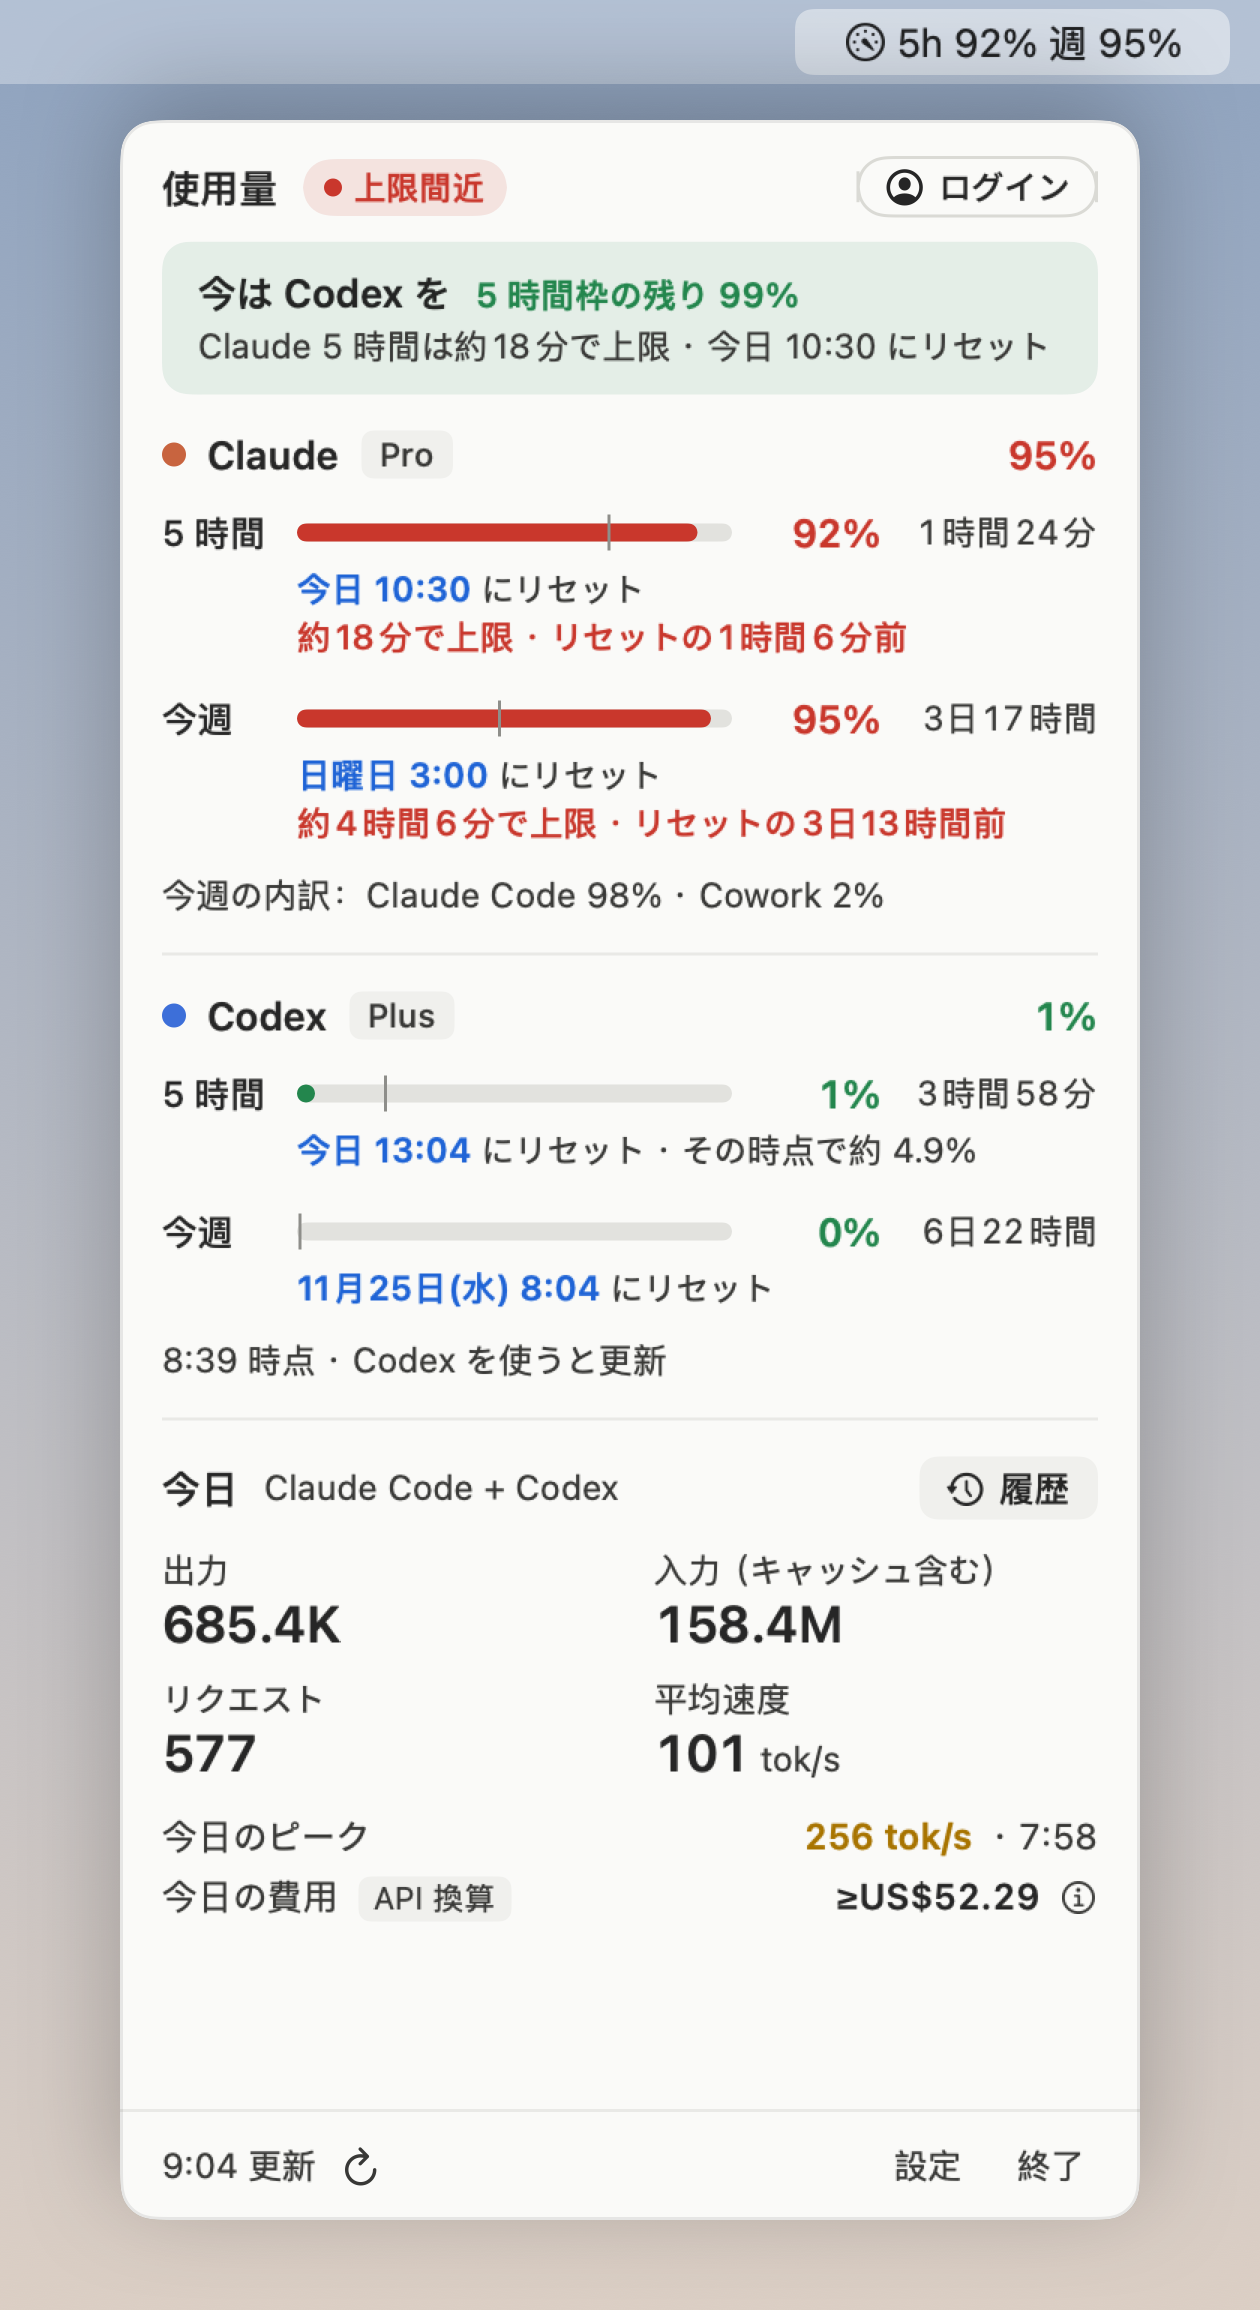 5h 92% 週 95%
使用量 上限間近 ログイン
今は Codex を 5 時間枠の残り 99%
Claude 5 時間は約18分で上限 · 今日 10:30 にリセット
Claude Pro 95%
5 時間 92% 1時間24分
今日 10:30 にリセット
約18分で上限 · リセットの1時間6分前
今週 95% 3日17時間
日曜日 3:00 にリセット
約4時間6分で上限 · リセットの3日13時間前
今週の内訳: Claude Code 98% · Cowork 2%
Codex Plus 1%
5 時間 1% 3時間58分
今日 13:04 にリセット · その時点で約 4.9%
今週 0% 6日22時間
11月25日(水) 8:04 にリセット
8:39 時点 · Codex を使うと更新
今日 Claude Code + Codex 履歴
出力 入力 (キャッシュ含む)
685.4K 158.4M
リクエスト 平均速度
577 101 tok/s
今日のピーク 256 tok/s · 7:58
今日の費用 API 換算 ≥US$52.29
9:04 更新 設定 終了